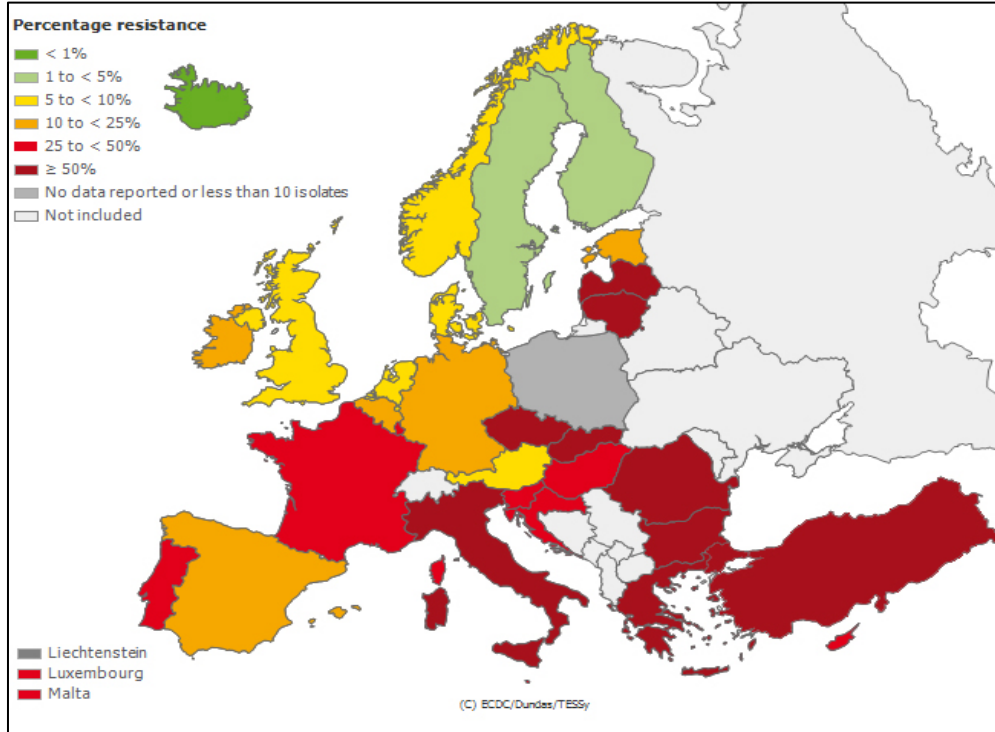 Percentage resistance
< 1%
1 to < 5%
5 to < 10%
10 to < 25%
25 to < 50%
≥ 50%
No data reported or less than 10 isolates
Not included
Liechtenstein
Luxembourg
Malta
(C) ECDC/Dundas/TESSy